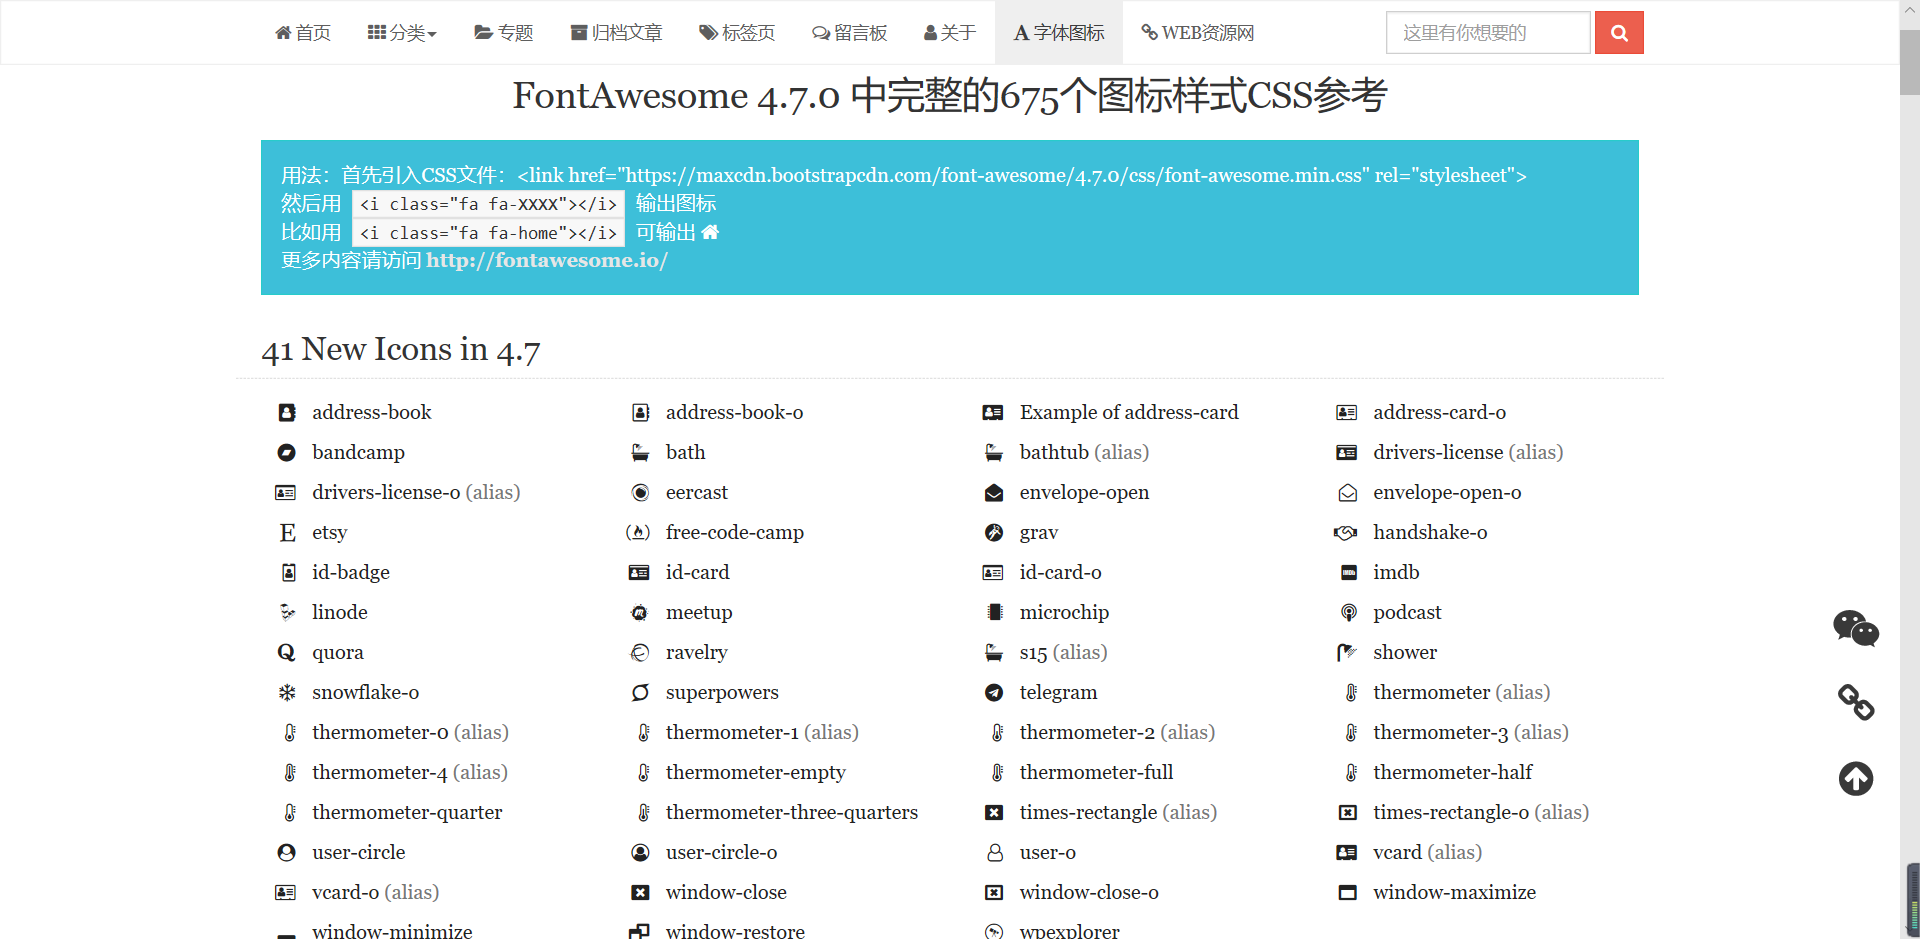 首页 分类 专题 归档文章 标签页 留言板 关于 字体图标 WEB资源网 这里有你想要的
FontAwesome 4.7.0 中完整的675个图标样式CSS参考
用法：首先引入CSS文件：<link href="https://maxcdn.bootstrapcdn.com/font-awesome/4.7.0/css/font-awesome.min.css" rel="stylesheet">
然后用 <i class="fa fa-XXXX"></i> 输出图标
比如用 <i class="fa fa-home"></i> 可输出
更多内容请访问 http://fontawesome.io/
41 New Icons in 4.7
address-book address-book-o Example of address-card address-card-o
bandcamp bath bathtub (alias) drivers-license (alias)
drivers-license-o (alias) eercast envelope-open envelope-open-o
etsy free-code-camp grav handshake-o
id-badge id-card id-card-o imdb
linode meetup microchip podcast
quora ravelry s15 (alias) shower
snowflake-o superpowers telegram thermometer (alias)
thermometer-0 (alias) thermometer-1 (alias) thermometer-2 (alias) thermometer-3 (alias)
thermometer-4 (alias) thermometer-empty thermometer-full thermometer-half
thermometer-quarter thermometer-three-quarters times-rectangle (alias) times-rectangle-o (alias)
user-circle user-circle-o user-o vcard (alias)
vcard-o (alias) window-close window-close-o window-maximize
window-minimize window-restore wpexplorer